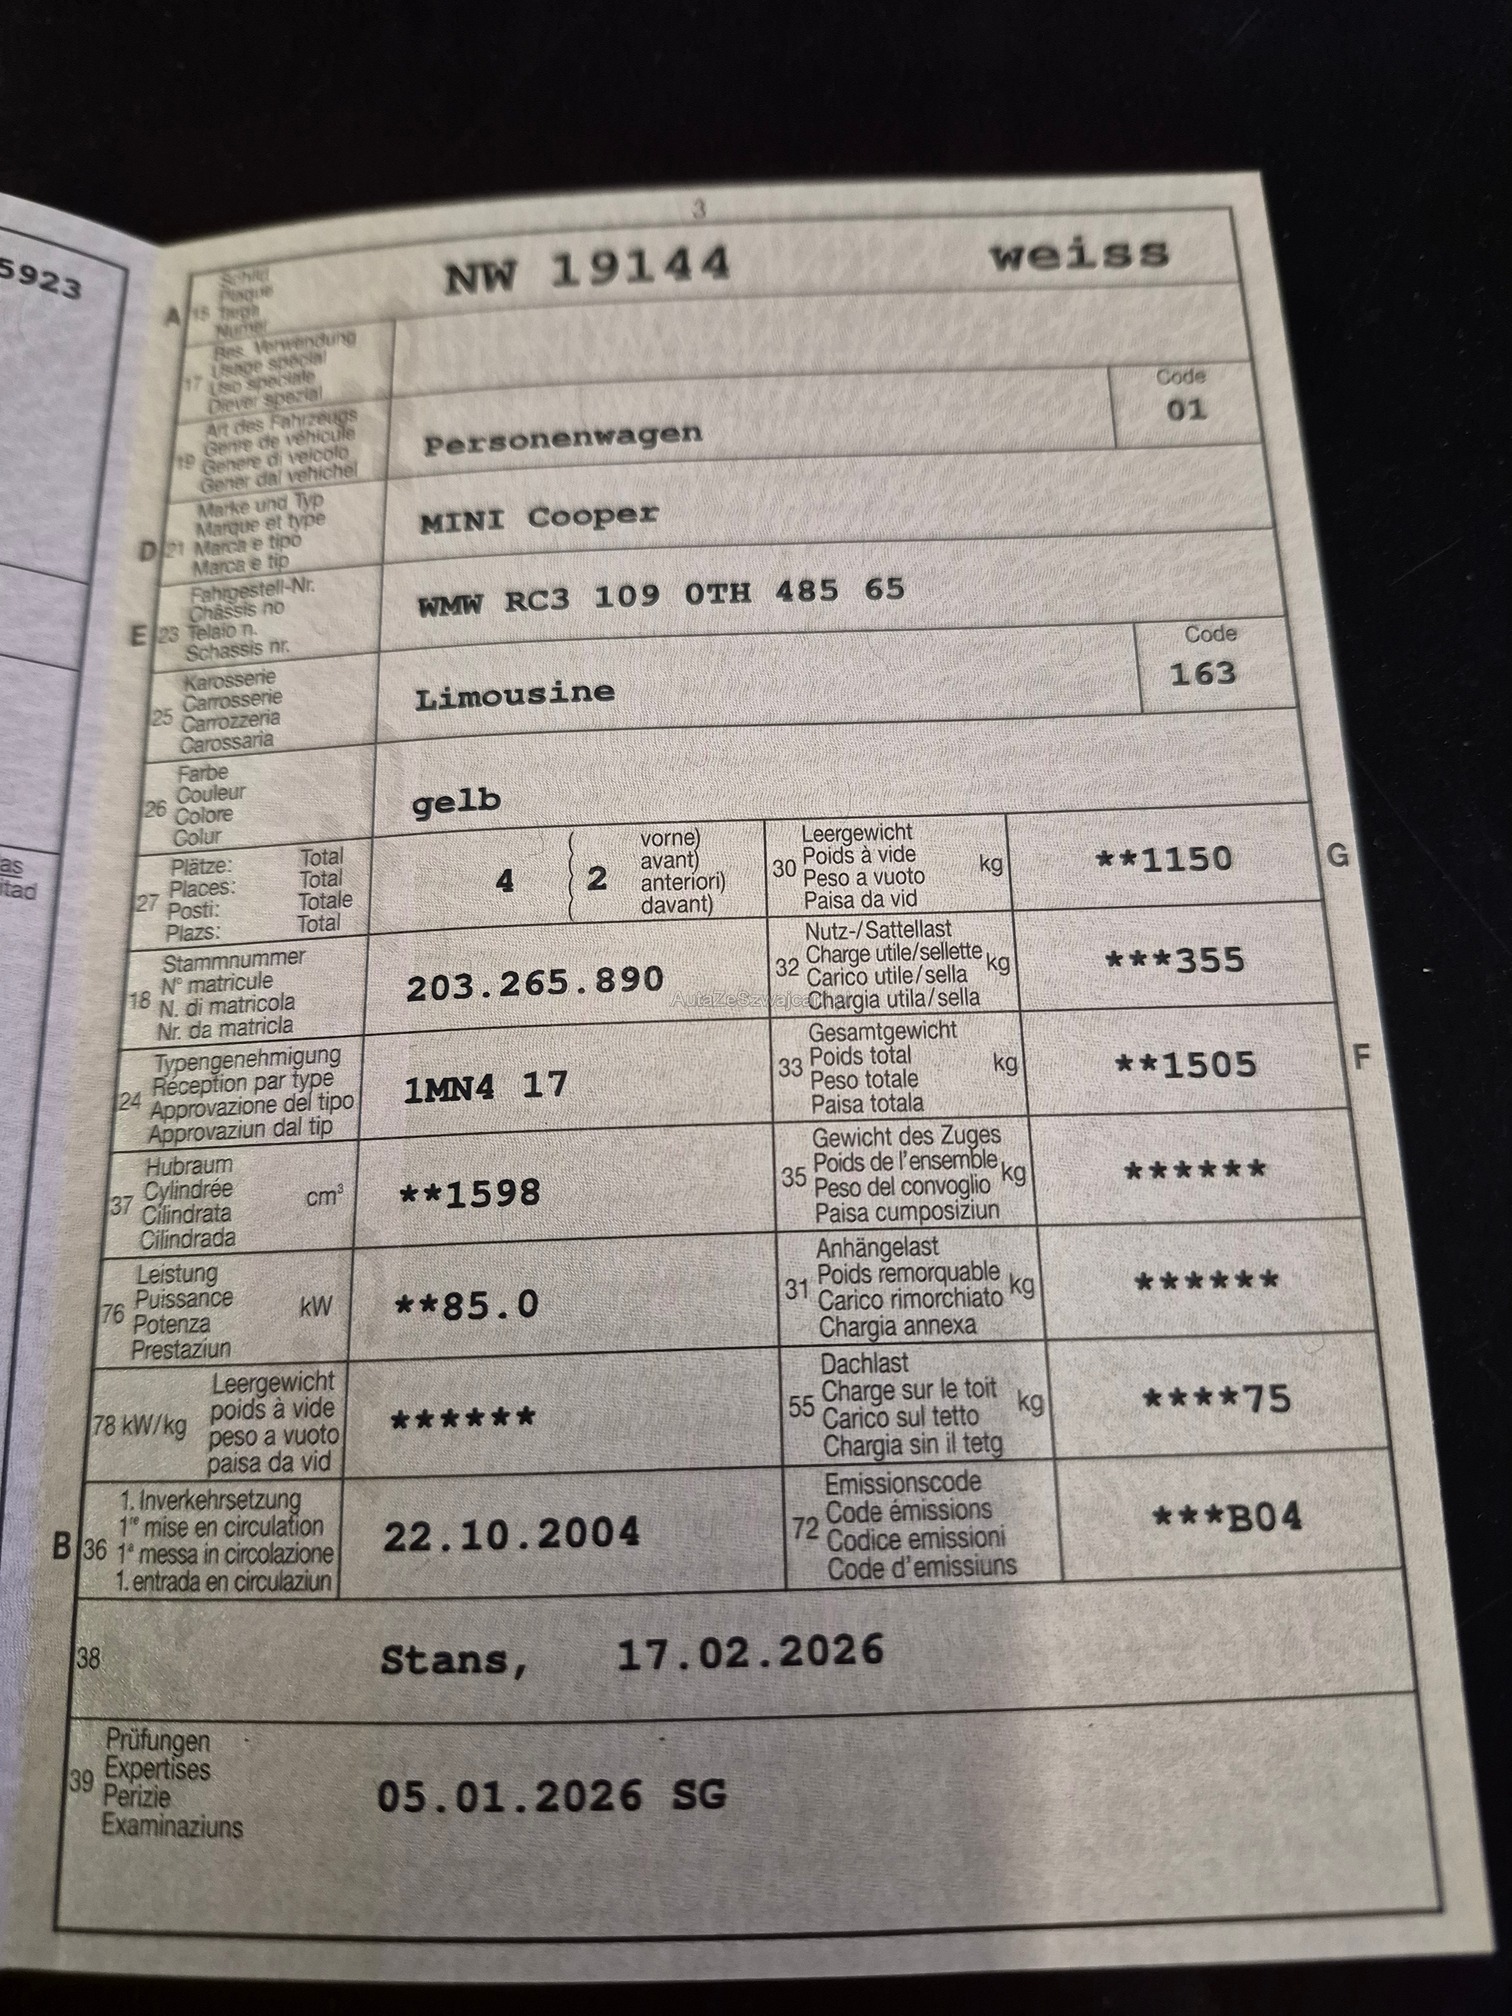 3
5923
as
itad
A 15 Schild
Plaque
Targa
Numer
NW 19144 weiss
17 Bes. Verwendung
Usage spécial
Uso speciale
Diever spezial
19 Art des Fahrzeugs
Genre de véhicule
Genere di veicolo
Gener dal vehichel
Personenwagen
Code
01
D 21 Marke und Typ
Marque et type
Marca e tipo
Marca e tip
MINI Cooper
E 23 Fahrgestell-Nr.
Châssis no
Telaio n.
Schassis nr.
WMW RC3 109 0TH 485 65
25 Karosserie
Carrosserie
Carrozzeria
Carossaria
Limousine
Code
163
26 Farbe
Couleur
Colore
Colur
gelb
27 Plätze: Total
Places: Total
Posti: Totale
Plazs: Total
4 ( 2 vorne)
avant)
anteriori)
davant)
30 Leergewicht
Poids à vide
Peso a vuoto
Paisa da vid
kg
**1150
G
18 Stammnummer
N° matricule
N. di matricola
Nr. da matricla
203.265.890
32 Nutz-/Sattellast
Charge utile/sellette
Carico utile/sella
Chargia utila/sella
kg
***355
24 Typengenehmigung
Réception par type
Approvazione del tipo
Approvaziun dal tip
1MN4 17
33 Gesamtgewicht
Poids total
Peso totale
Paisa totala
kg
**1505
F
37 Hubraum
Cylindrée
Cilindrata
Cilindrada
cm³
**1598
35 Gewicht des Zuges
Poids de l'ensemble
Peso del convoglio
Paisa cumposiziun
kg
******
76 Leistung
Puissance
Potenza
Prestaziun
kW
**85.0
31 Anhängelast
Poids remorquable
Carico rimorchiato
Chargia annexa
kg
******
78 kW/kg Leergewicht
poids à vide
peso a vuoto
paisa da vid
******
55 Dachlast
Charge sur le toit
Carico sul tetto
Chargia sin il tetg
kg
****75
B 36 1. Inverkehrsetzung
1re mise en circulation
1a messa in circolazione
1. entrada en circulaziun
22.10.2004
72 Emissionscode
Code émissions
Codice emissioni
Code d'emissiuns
***B04
38 Stans, 17.02.2026
39 Prüfungen
Expertises
Perizie
Examinaziuns
05.01.2026 SG